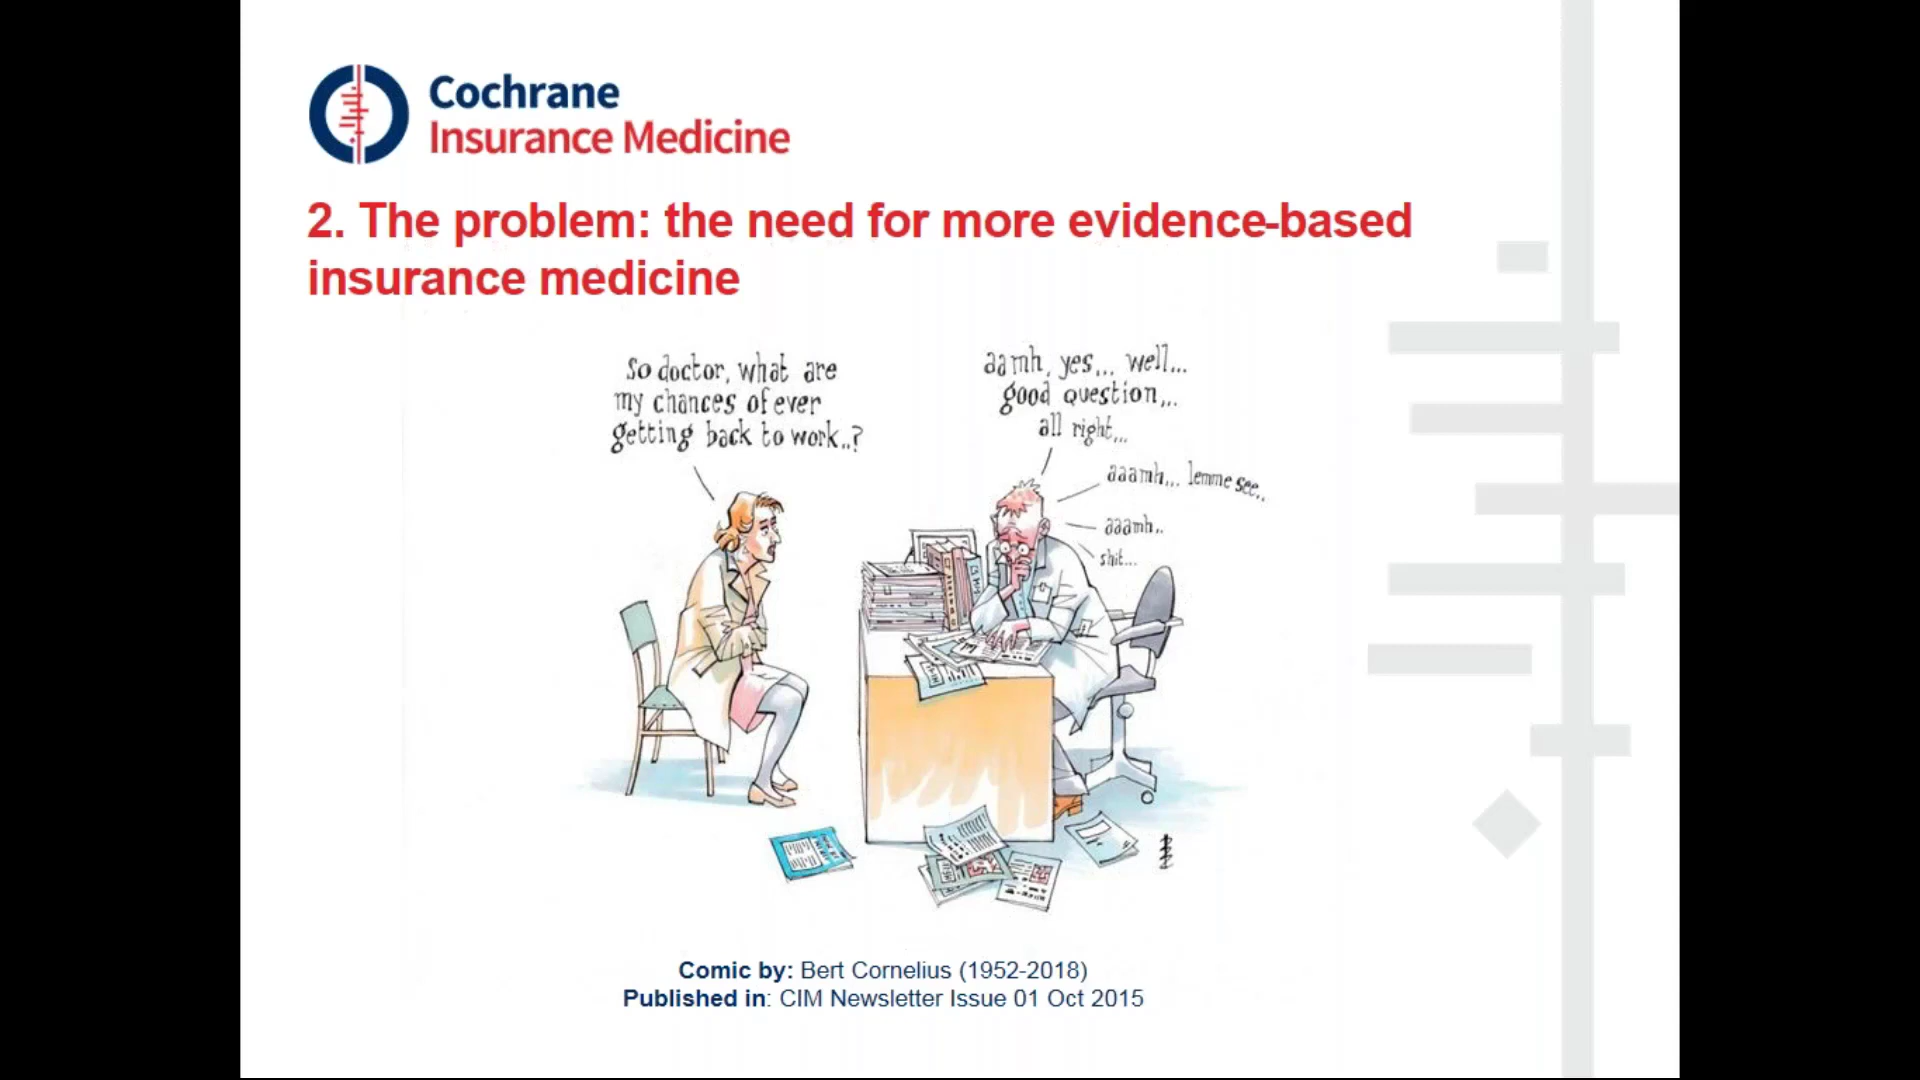 Cochrane
Insurance Medicine
2. The problem: the need for more evidence-based
insurance medicine
So doctor, what are
my chances of ever
getting back to work..?
aamh, yes... well...
good question...
all right...
aaamh... lemme see..
aaamh..
shit...
Comic by: Bert Cornelius (1952-2018)
Published in: CIM Newsletter Issue 01 Oct 2015